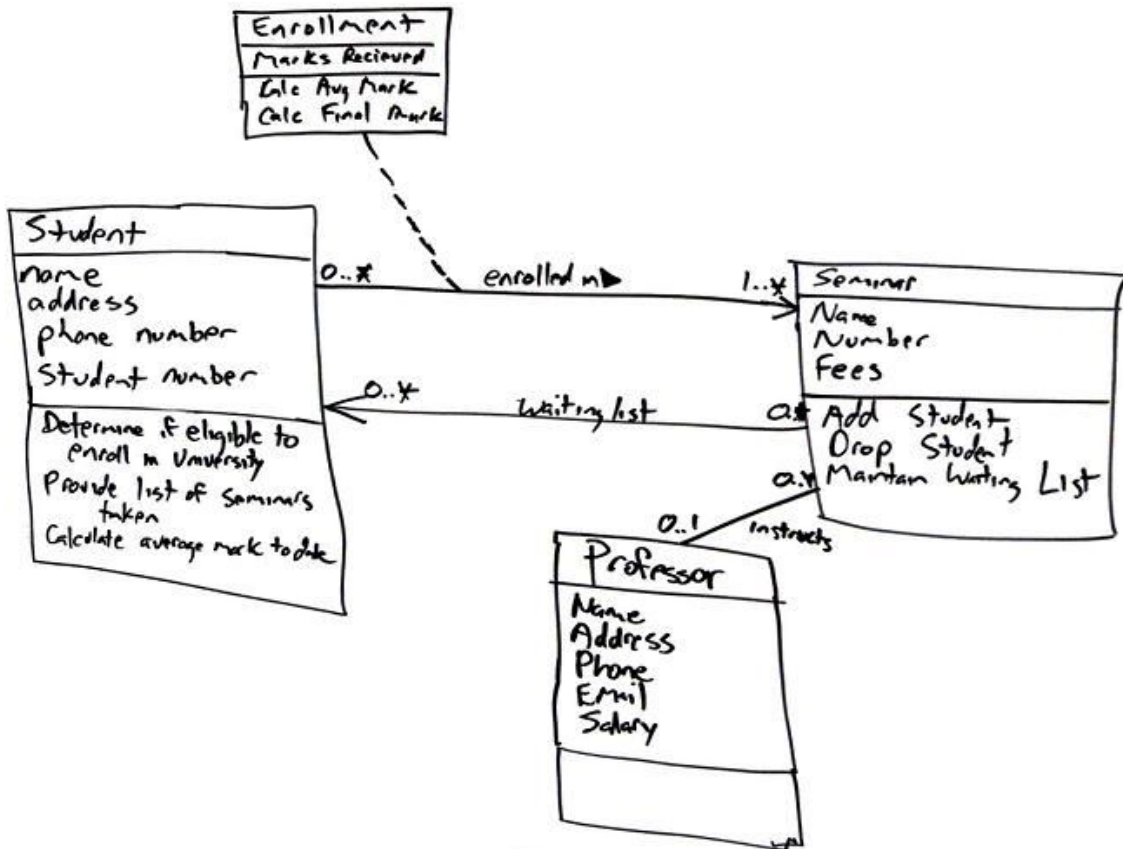 Enrollment
Marks Recieved
Calc Avg Mark
Calc Final Mark
Student
name
address
phone number
Student number
Determine if eligible to
enroll in University
Provide list of seminars
taken
Calculate average mark to date
0..*
enrolled in
1..*
0..*
Waiting list
0..*
Seminar
Name
Number
Fees
Add Student
Drop Student
Maintain Waiting List
0..*
0..1
instructs
Professor
Name
Address
Phone
Email
Salary